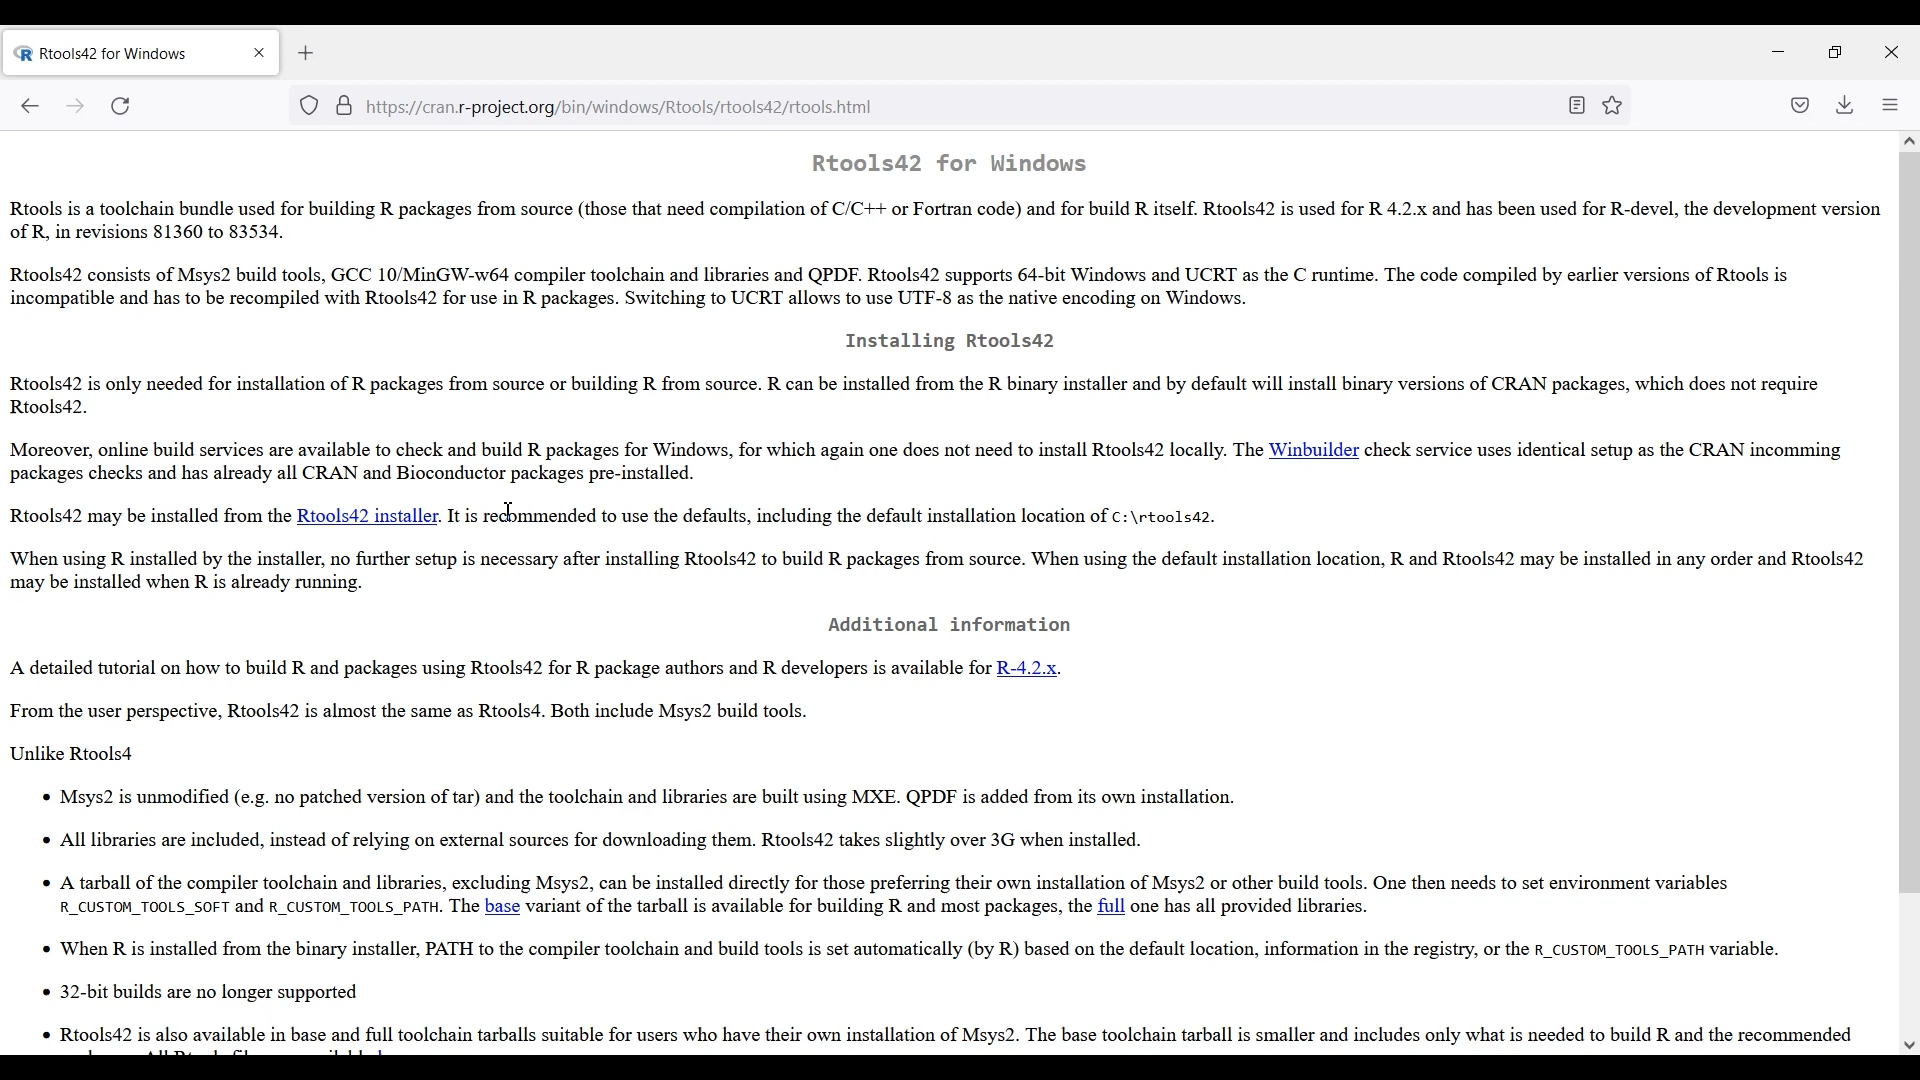 Rtools42 for Windows
https://cran.r-project.org/bin/windows/Rtools/rtools42/rtools.html
Rtools42 for Windows
Rtools is a toolchain bundle used for building R packages from source (those that need compilation of C/C++ or Fortran code) and for build R itself. Rtools42 is used for R 4.2.x and has been used for R-devel, the development version
of R, in revisions 81360 to 83534.
Rtools42 consists of Msys2 build tools, GCC 10/MinGW-w64 compiler toolchain and libraries and QPDF. Rtools42 supports 64-bit Windows and UCRT as the C runtime. The code compiled by earlier versions of Rtools is
incompatible and has to be recompiled with Rtools42 for use in R packages. Switching to UCRT allows to use UTF-8 as the native encoding on Windows.
Installing Rtools42
Rtools42 is only needed for installation of R packages from source or building R from source. R can be installed from the R binary installer and by default will install binary versions of CRAN packages, which does not require
Rtools42.
Moreover, online build services are available to check and build R packages for Windows, for which again one does not need to install Rtools42 locally. The Winbuilder check service uses identical setup as the CRAN incomming
packages checks and has already all CRAN and Bioconductor packages pre-installed.
Rtools42 may be installed from the Rtools42 installer. It is recommended to use the defaults, including the default installation location of C:\rtools42.
When using R installed by the installer, no further setup is necessary after installing Rtools42 to build R packages from source. When using the default installation location, R and Rtools42 may be installed in any order and Rtools42
may be installed when R is already running.
Additional information
A detailed tutorial on how to build R and packages using Rtools42 for R package authors and R developers is available for R-4.2.x.
From the user perspective, Rtools42 is almost the same as Rtools4. Both include Msys2 build tools.
Unlike Rtools4
• Msys2 is unmodified (e.g. no patched version of tar) and the toolchain and libraries are built using MXE. QPDF is added from its own installation.
• All libraries are included, instead of relying on external sources for downloading them. Rtools42 takes slightly over 3G when installed.
• A tarball of the compiler toolchain and libraries, excluding Msys2, can be installed directly for those preferring their own installation of Msys2 or other build tools. One then needs to set environment variables
R_CUSTOM_TOOLS_SOFT and R_CUSTOM_TOOLS_PATH. The base variant of the tarball is available for building R and most packages, the full one has all provided libraries.
• When R is installed from the binary installer, PATH to the compiler toolchain and build tools is set automatically (by R) based on the default location, information in the registry, or the R_CUSTOM_TOOLS_PATH variable.
• 32-bit builds are no longer supported
• Rtools42 is also available in base and full toolchain tarballs suitable for users who have their own installation of Msys2. The base toolchain tarball is smaller and includes only what is needed to build R and the recommended